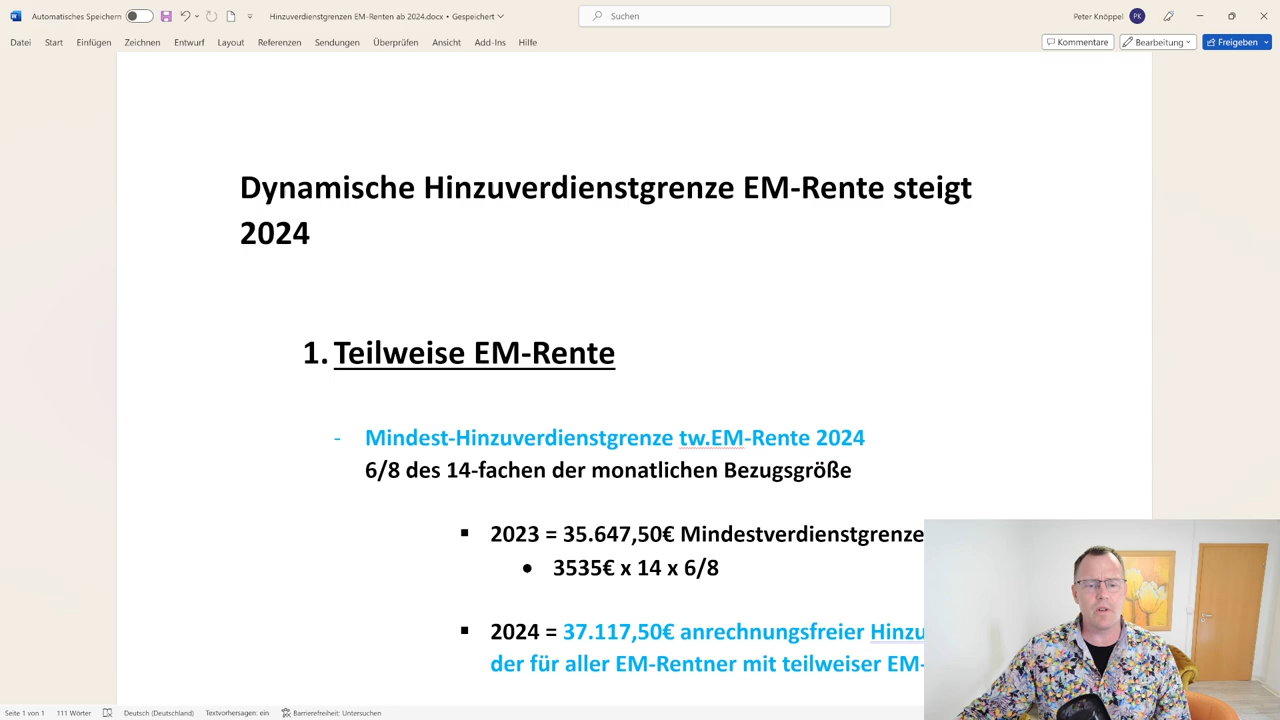 Automatisches Speichern
Hinzuverdienstgrenzen EM-Renten ab 2024.docx • Gespeichert
Suchen
Peter Knöppel PK
Datei Start Einfügen Zeichnen Entwurf Layout Referenzen Sendungen Überprüfen Ansicht Add-Ins Hilfe
Kommentare Bearbeitung Freigeben
Dynamische Hinzuverdienstgrenze EM-Rente steigt
2024
1. Teilweise EM-Rente
- Mindest-Hinzuverdienstgrenze tw.EM-Rente 2024
6/8 des 14-fachen der monatlichen Bezugsgröße
▪ 2023 = 35.647,50€ Mindestverdienstgrenze
• 3535€ x 14 x 6/8
▪ 2024 = 37.117,50€ anrechnungsfreier Hinzu
der für aller EM-Rentner mit teilweiser EM-
Seite 1 von 1 111 Wörter Deutsch (Deutschland) Textvorhersagen: ein Barrierefreiheit: Untersuchen